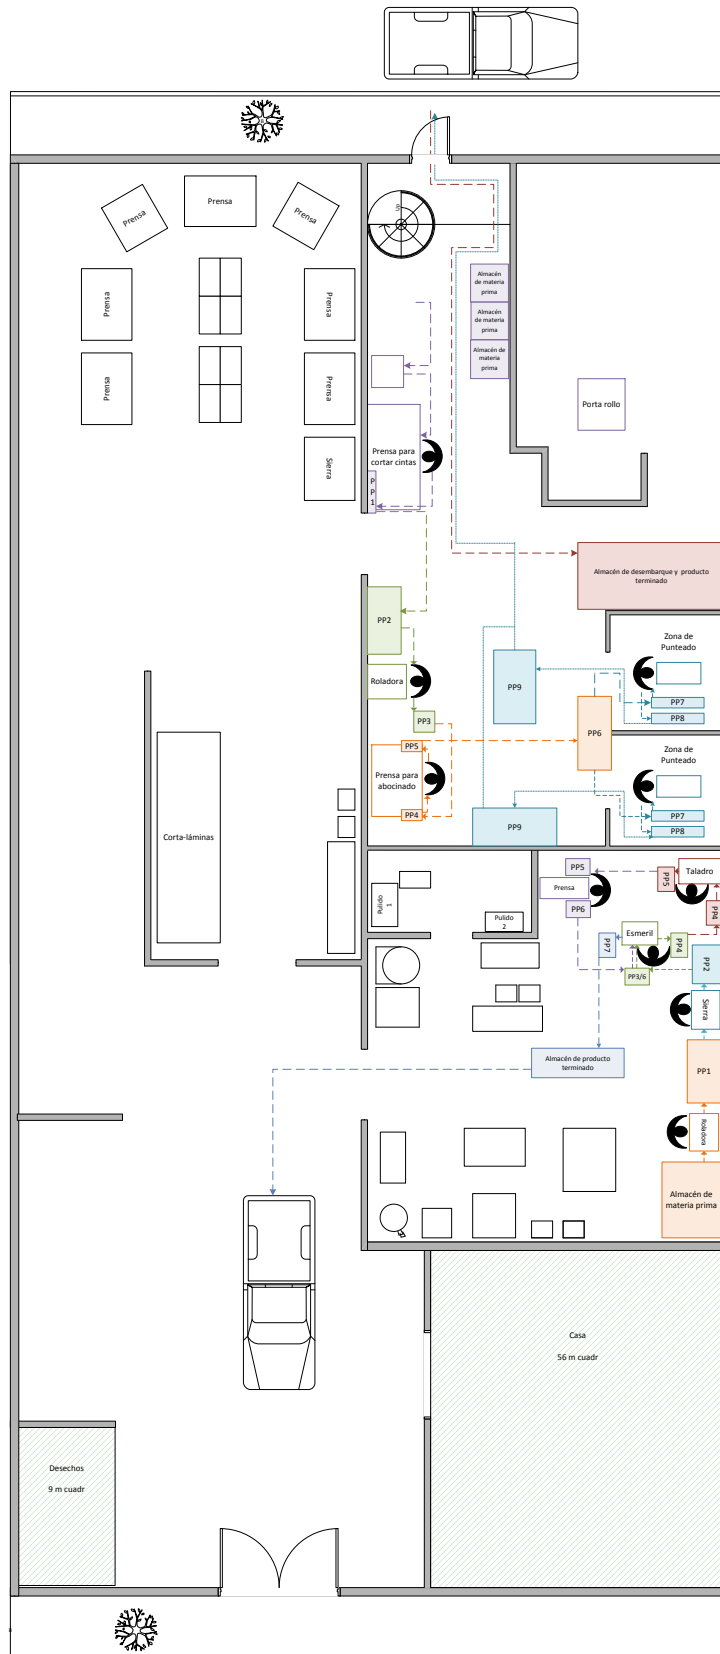 Prensa
Prensa
Prensa
UP
Prensa
Prensa
Almacén
de materia
prima
Almacén
de materia
prima
Almacén de
materia
prima
Prensa
Prensa
Porta rollo
Sierra
Prensa para
cortar cintas
P
P
1
Almacén de desembarque y producto
terminado
PP2
Zona de
Punteado
Roladora
PP9
PP7
PP8
PP3
PP6
PP5
Prensa para
abocinado
PP4
Zona de
Punteado
PP7
PP8
PP9
Corta-láminas
Pulido
1
Pulido
2
PP5
Prensa
PP6
PP5
Taladro
PP4
Esmeril
PP7
PP4
PP3/6
PP2
Sierra
Almacén de producto
terminado
PP1
Roladora
Almacén de
materia prima
Casa
56 m cuadr
Desechos
9 m cuadr